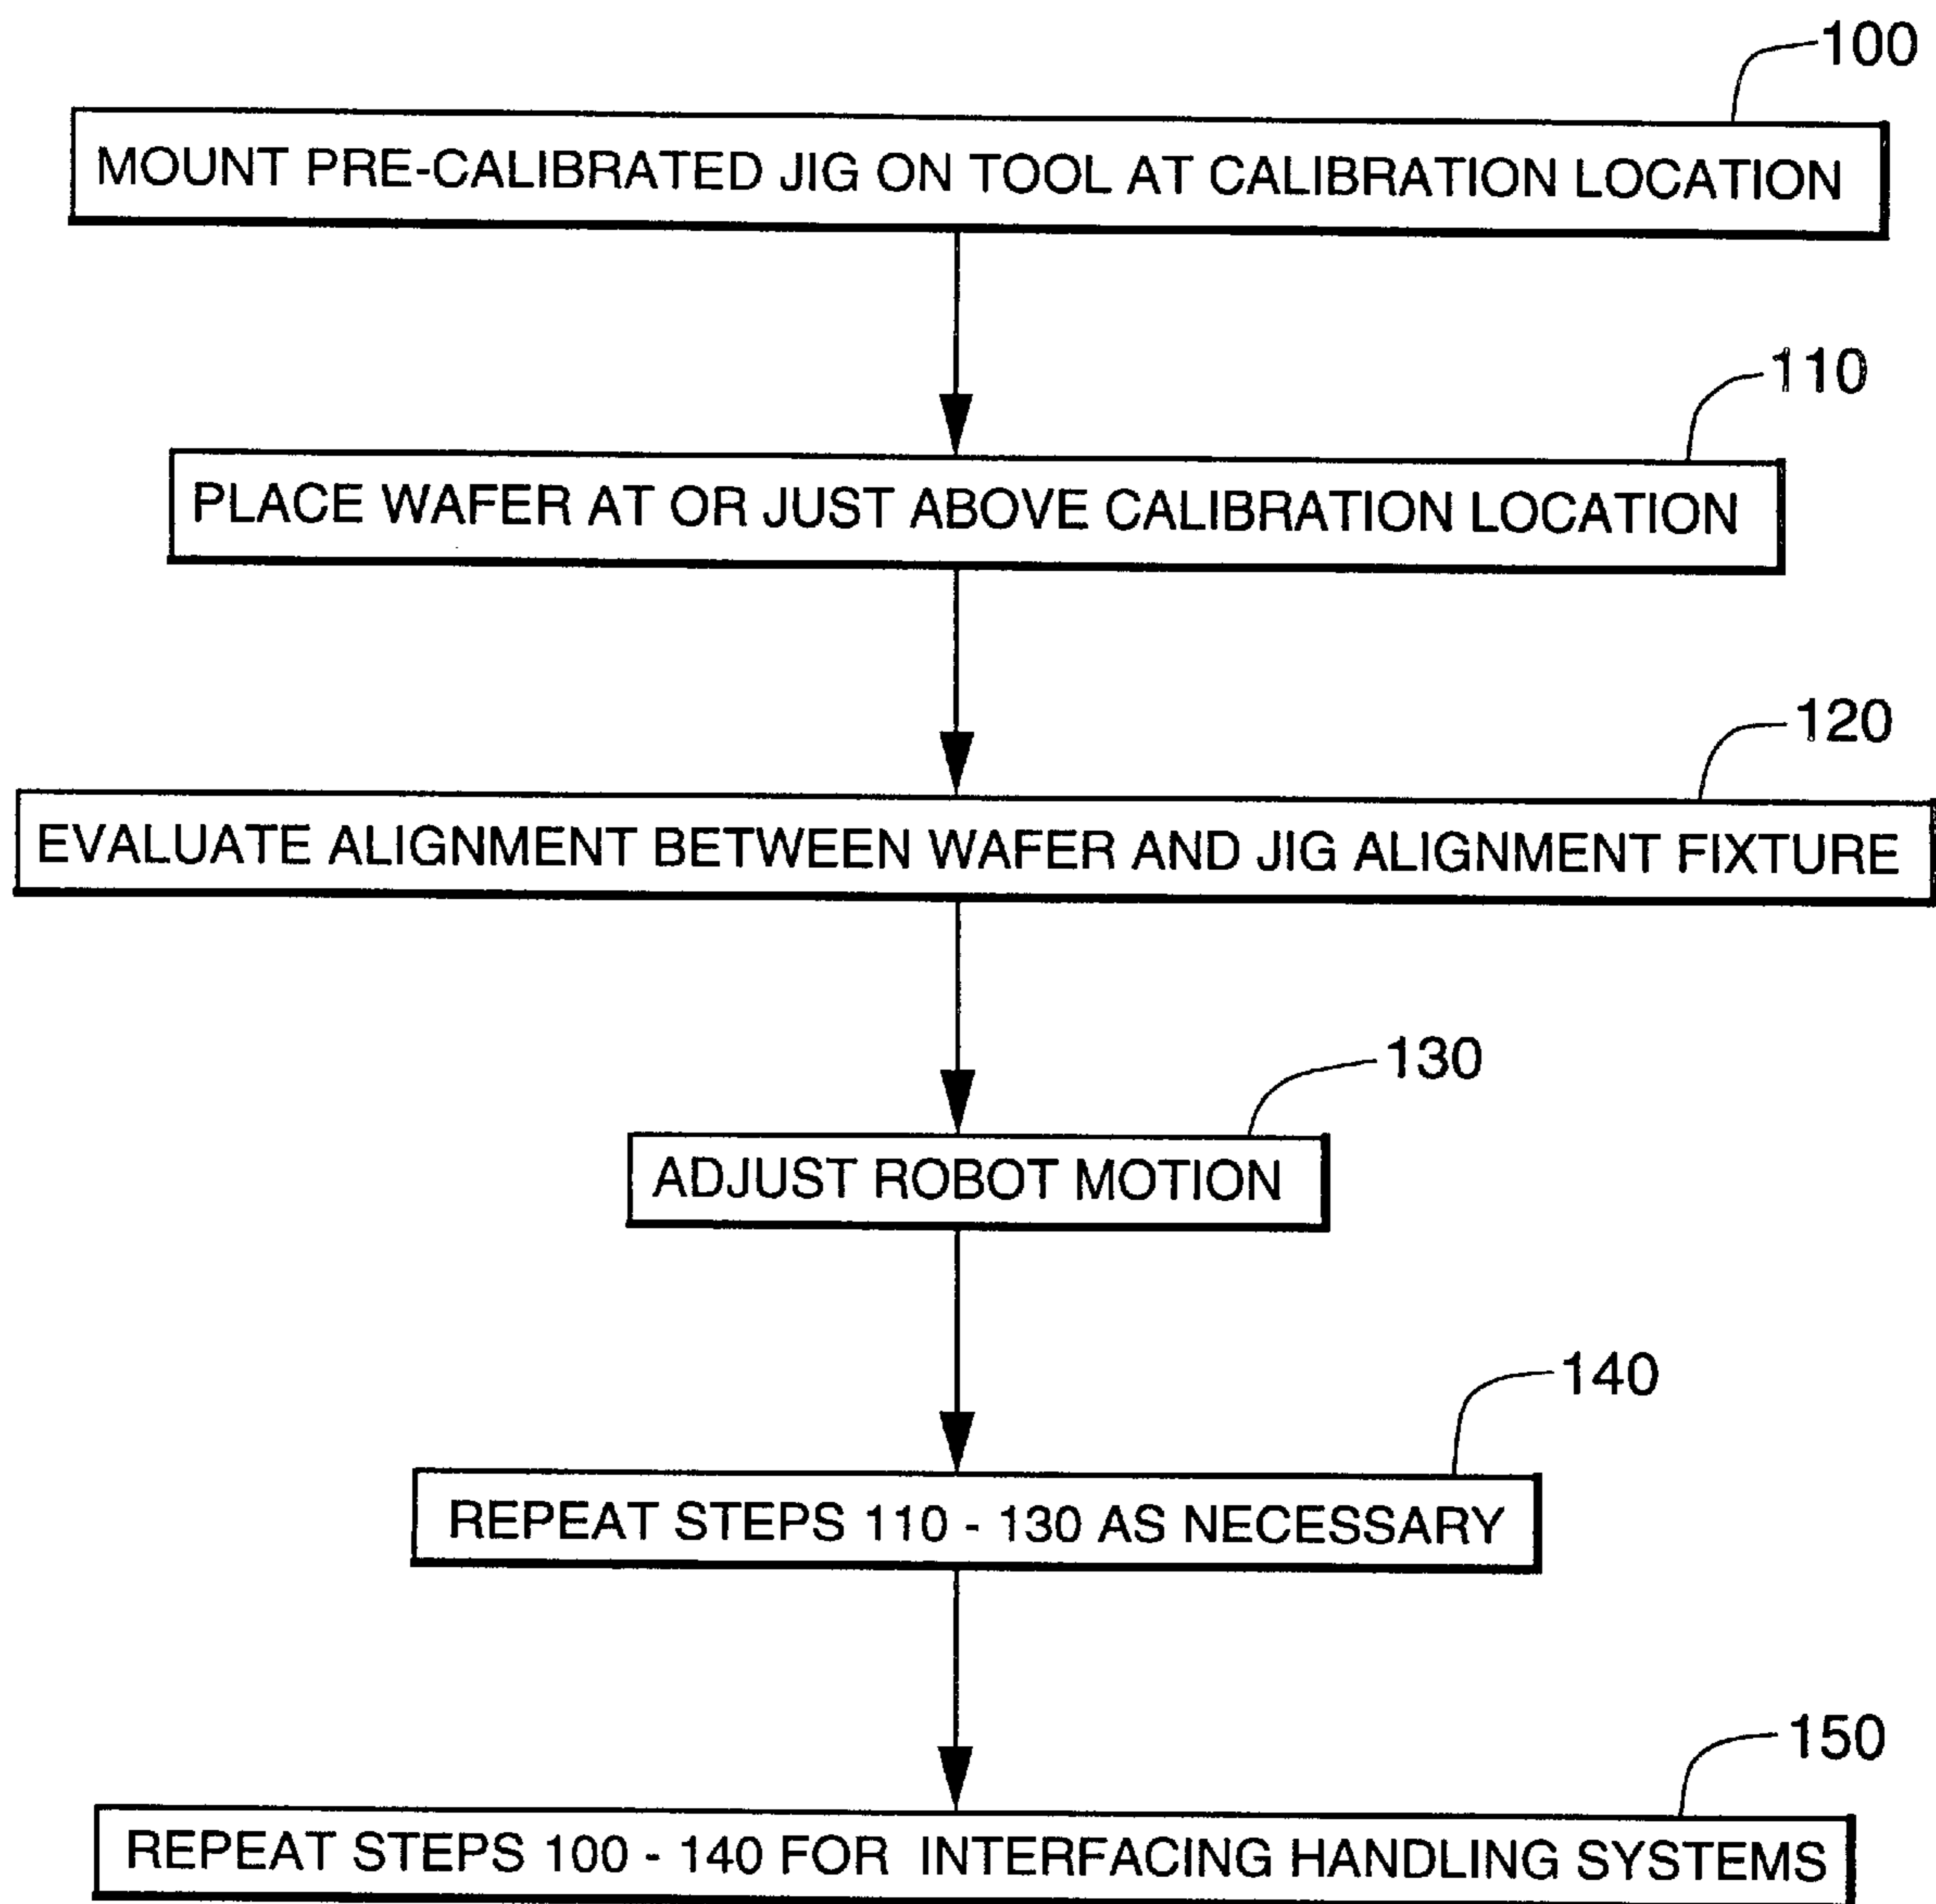 100
MOUNT PRE-CALIBRATED JIG ON TOOL AT CALIBRATION LOCATION
110
PLACE WAFER AT OR JUST ABOVE CALIBRATION LOCATION
120
EVALUATE ALIGNMENT BETWEEN WAFER AND JIG ALIGNMENT FIXTURE
130
ADJUST ROBOT MOTION
140
REPEAT STEPS 110 - 130 AS NECESSARY
150
REPEAT STEPS 100 - 140 FOR INTERFACING HANDLING SYSTEMS